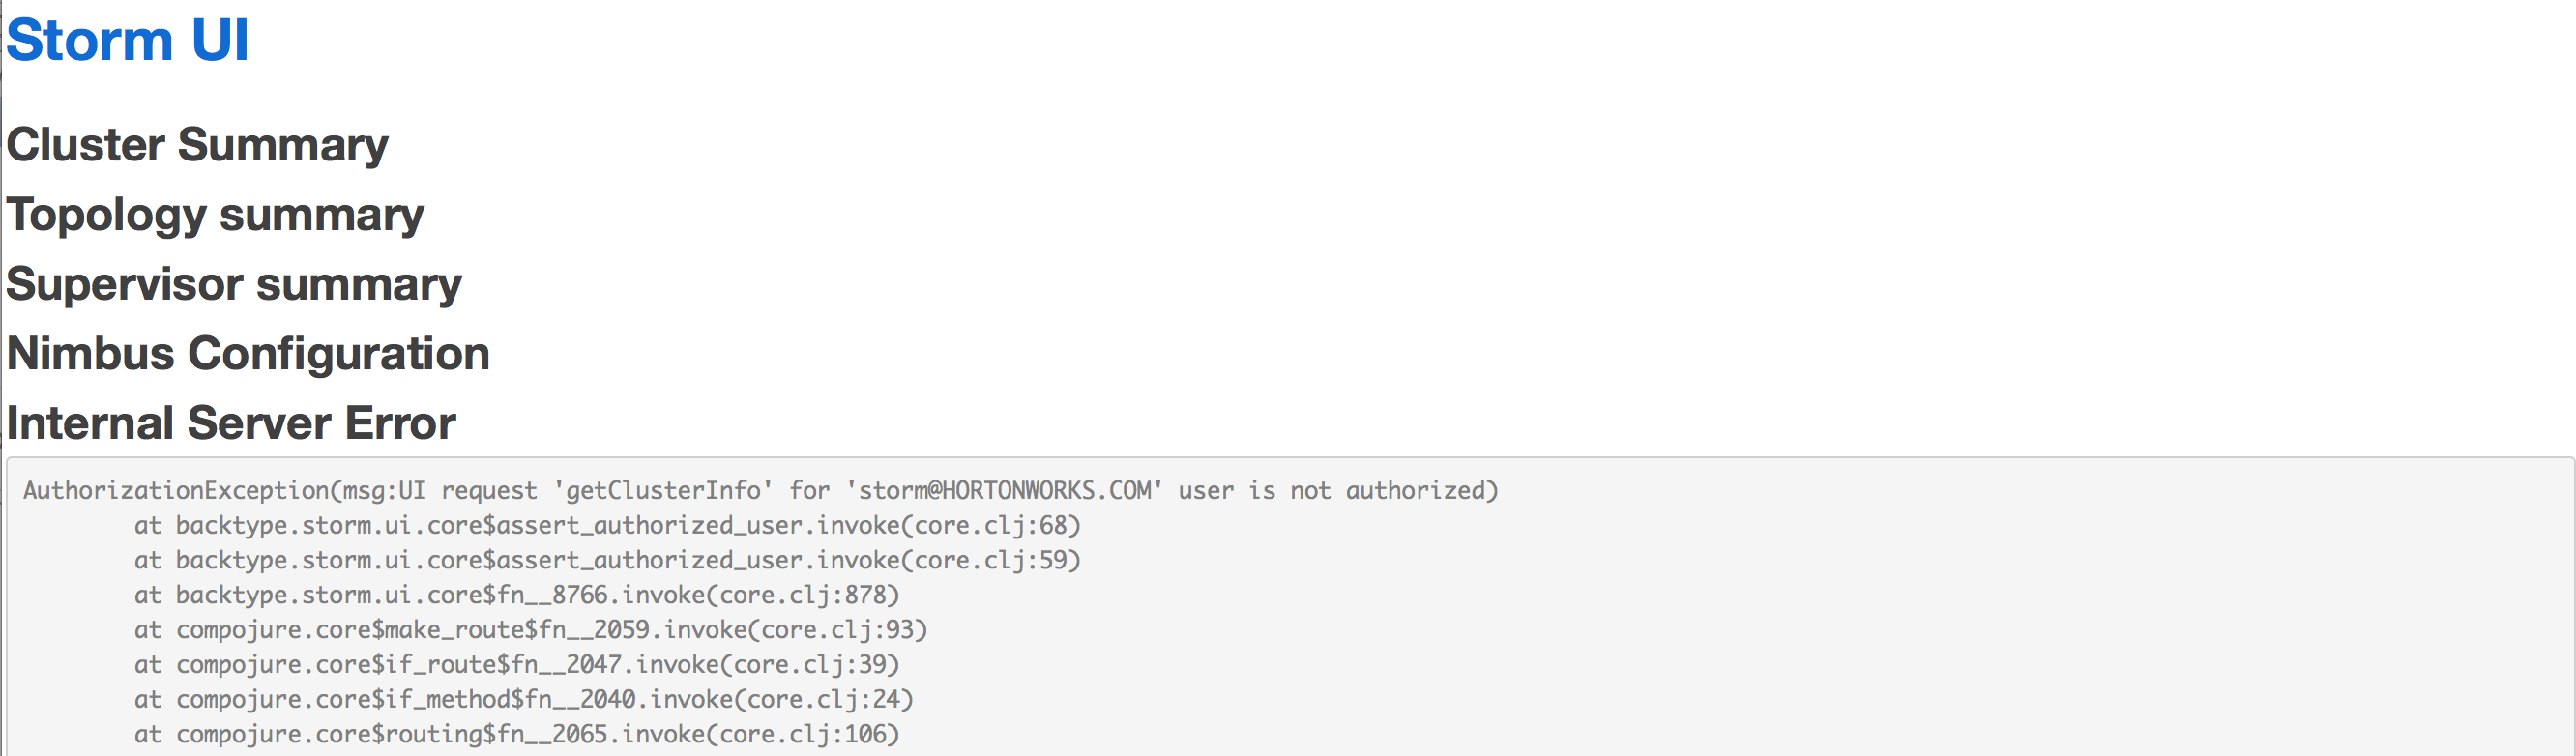 Storm UI
Cluster Summary
Topology summary
Supervisor summary
Nimbus Configuration
Internal Server Error
AuthorizationException(msg:UI request 'getClusterInfo' for 'storm@HORTONWORKS.COM' user is not authorized)
at backtype.storm.ui.core$assert_authorized_user.invoke(core.clj:68)
at backtype.storm.ui.core$assert_authorized_user.invoke(core.clj:59)
at backtype.storm.ui.core$fn__8766.invoke(core.clj:878)
at compojure.core$make_route$fn__2059.invoke(core.clj:93)
at compojure.core$if_route$fn__2047.invoke(core.clj:39)
at compojure.core$if_method$fn__2040.invoke(core.clj:24)
at compojure.core$routing$fn__2065.invoke(core.clj:106)